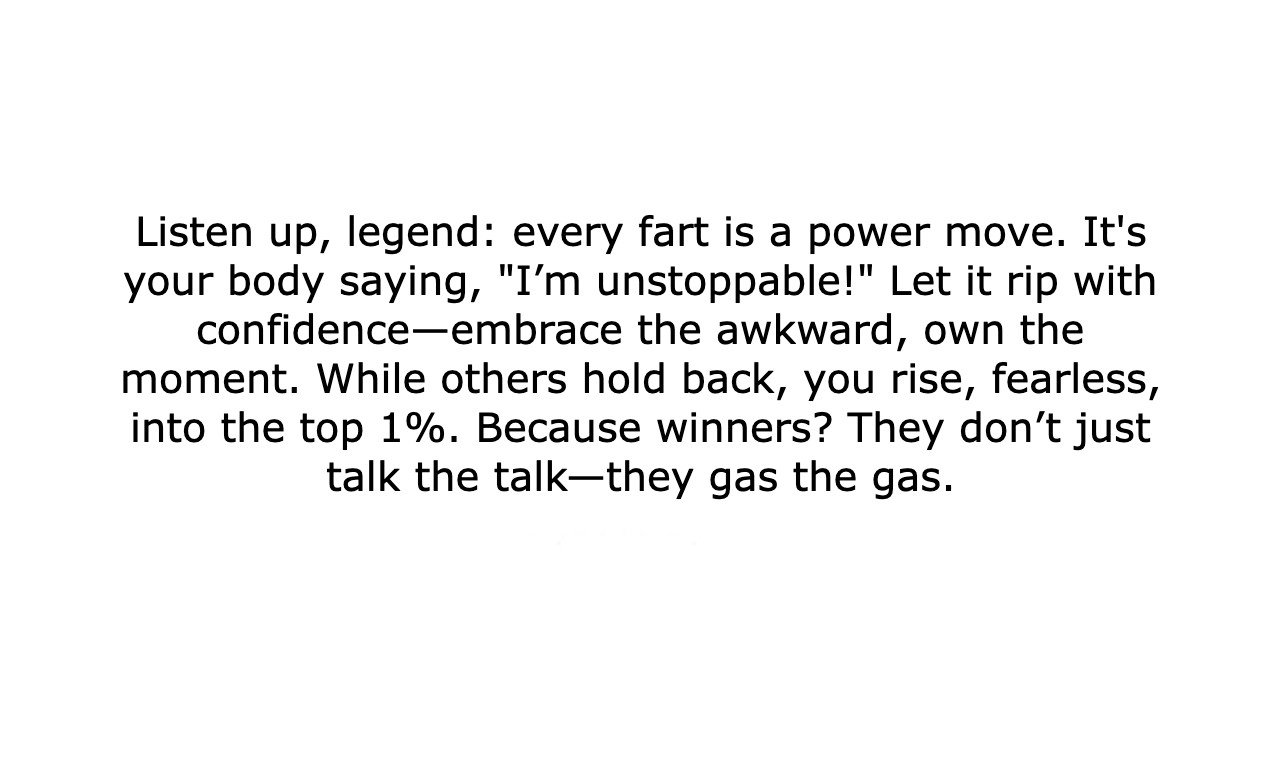 Listen up, legend: every fart is a power move. It's
your body saying, "I’m unstoppable!" Let it rip with
confidence—embrace the awkward, own the
moment. While others hold back, you rise, fearless,
into the top 1%. Because winners? They don’t just
talk the talk—they gas the gas.